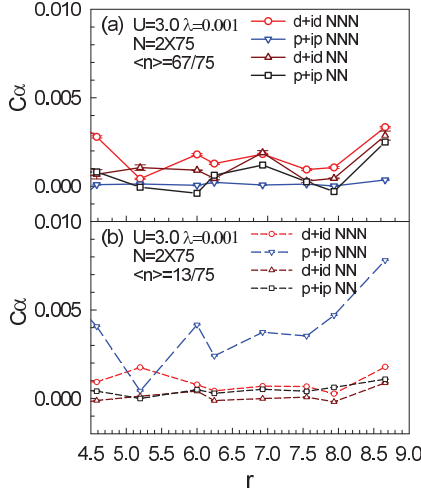 0.010
(a) U=3.0 λ=0.001
N=2X75
<n>=67/75
d+id NNN
p+ip NNN
d+id NN
p+ip NN
Cα
0.005
0.000
0.010
(b) U=3.0 λ=0.001
N=2X75
<n>=13/75
d+id NNN
p+ip NNN
d+id NN
p+ip NN
Cα
0.005
0.000
4.5 5.0 5.5 6.0 6.5 7.0 7.5 8.0 8.5 9.0
r